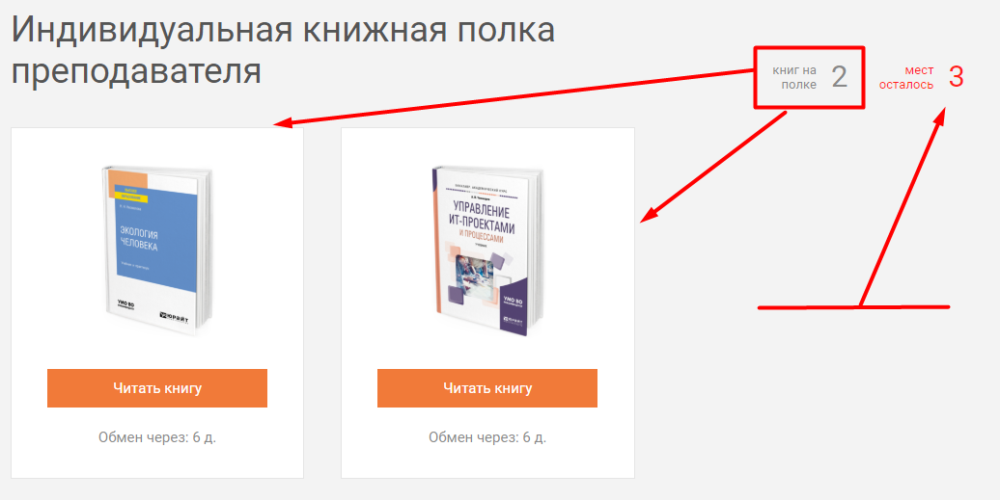 Индивидуальная книжная полка
преподавателя
книг на
полке
2
мест
осталось
3
ЭКОЛОГИЯ
ЧЕЛОВЕКА
УМО ВО
ЮРАЙТ
УПРАВЛЕНИЕ
ИТ-ПРОЕКТАМИ
И ПРОЦЕССАМИ
УМО ВО
ЮРАЙТ
Читать книгу
Читать книгу
Обмен через: 6 д.
Обмен через: 6 д.